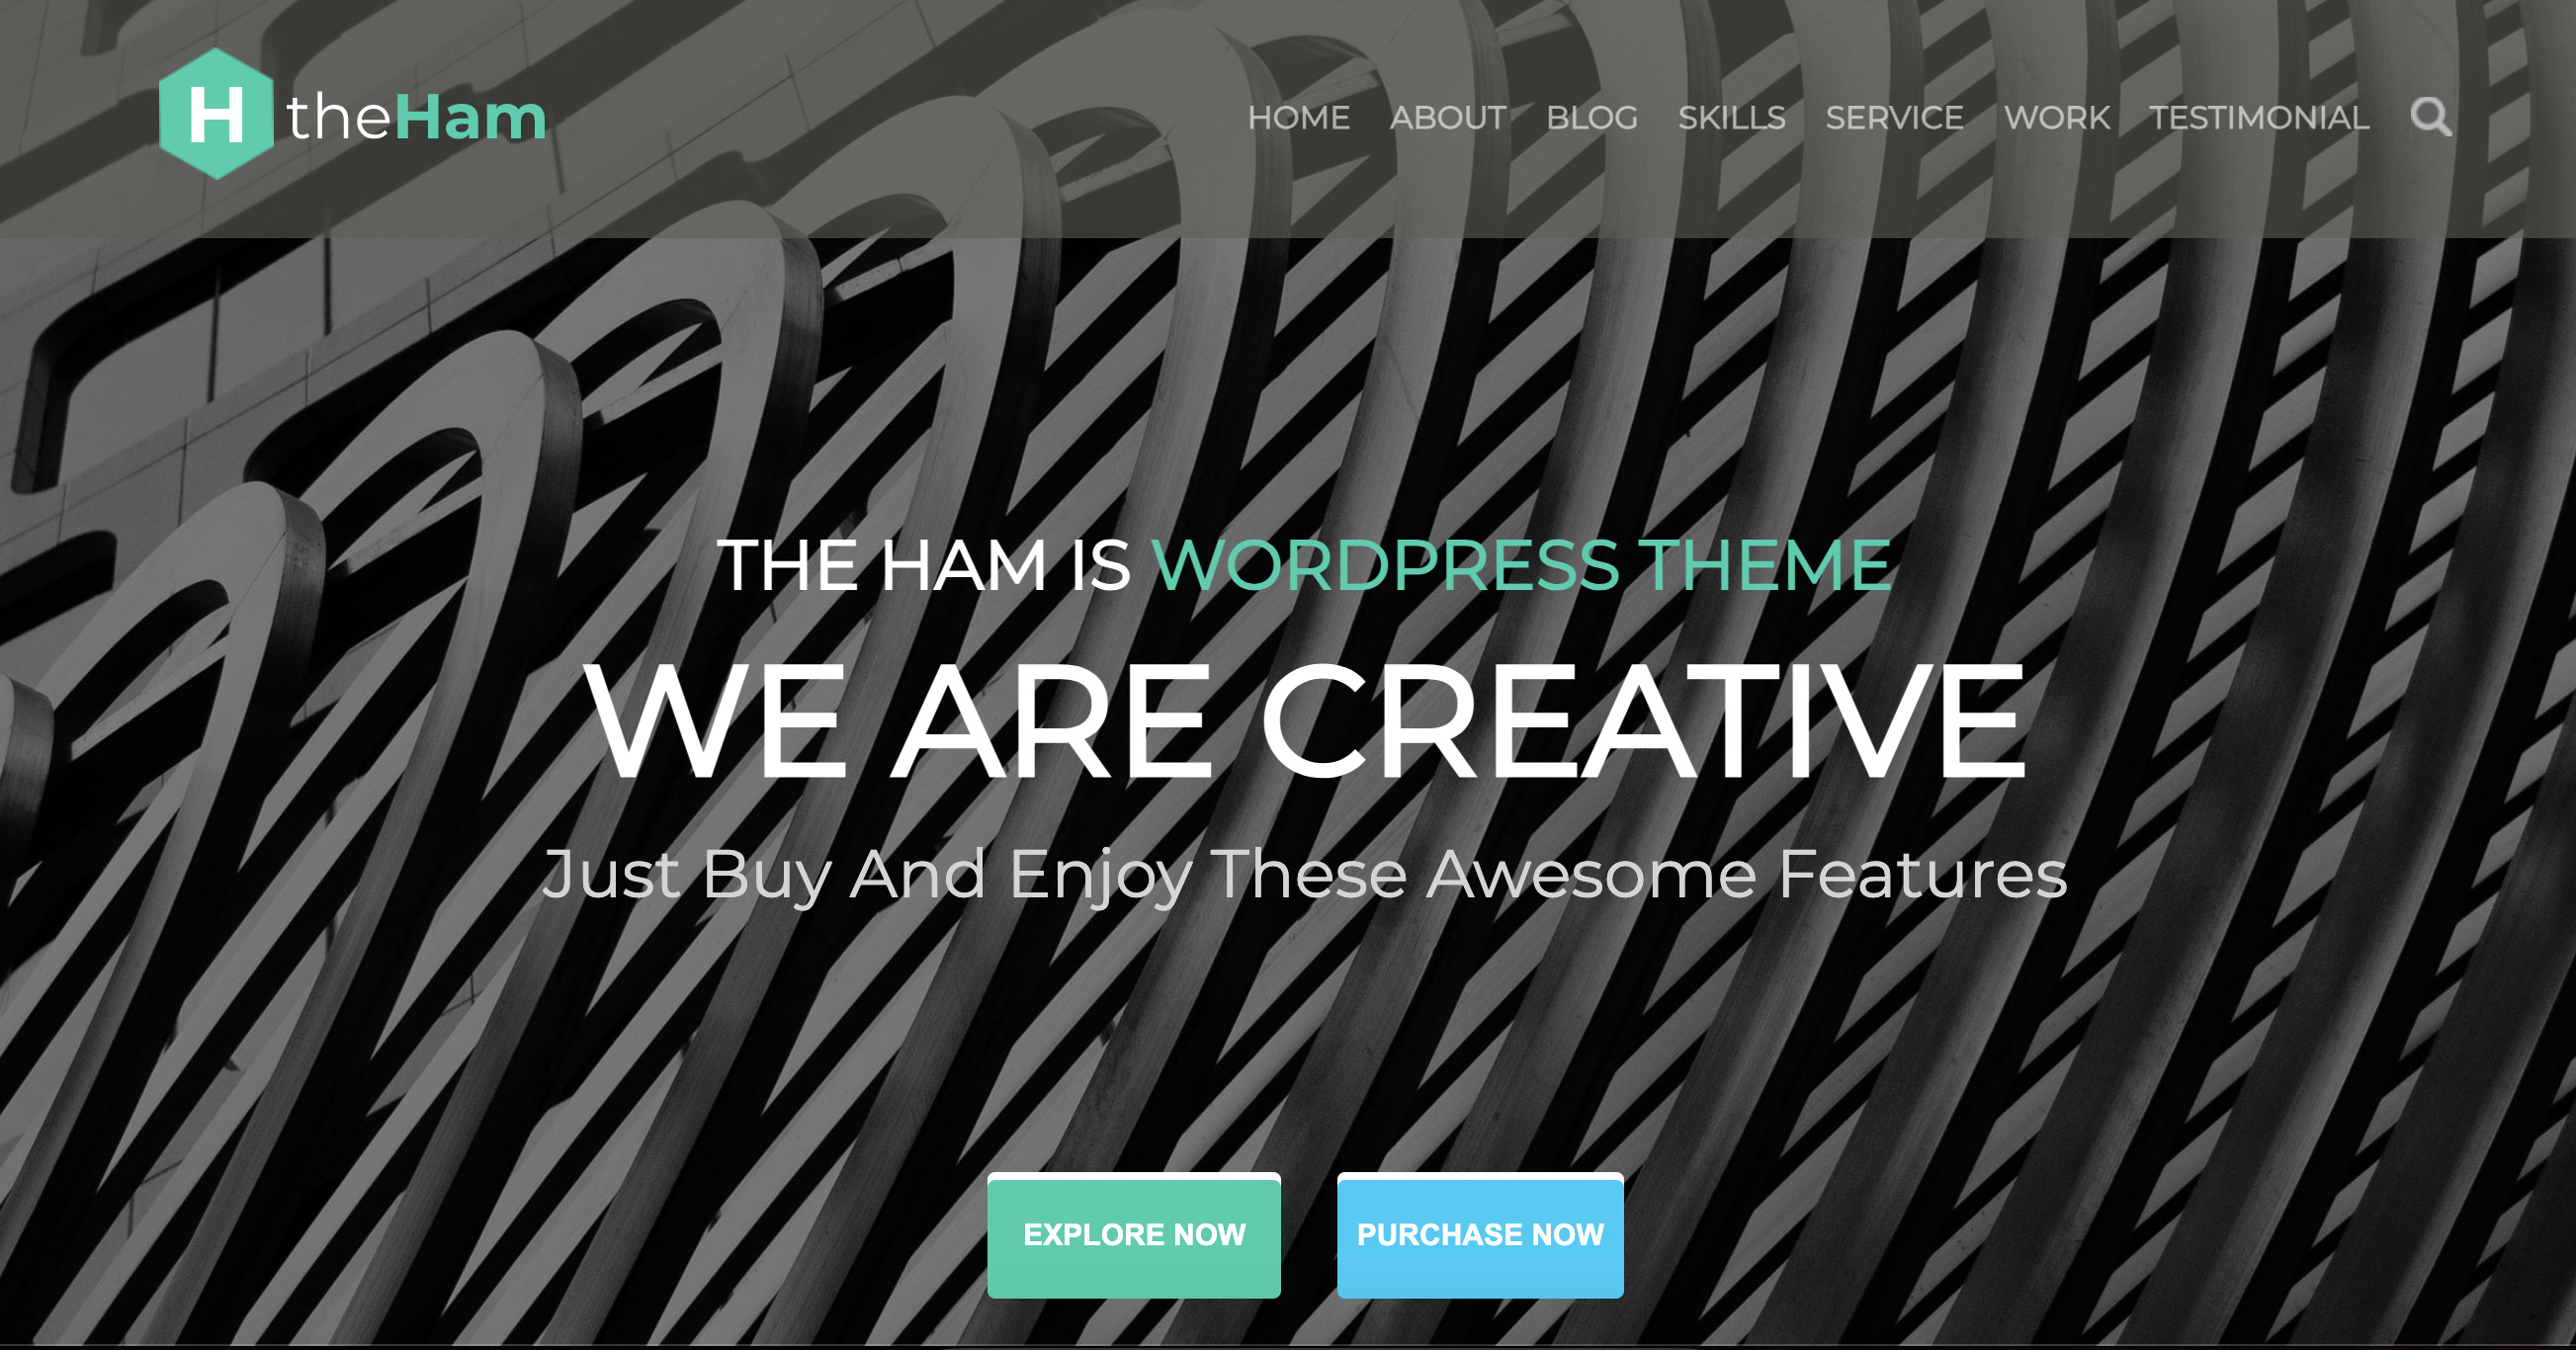 H theHam
HOME ABOUT BLOG SKILLS SERVICE WORK TESTIMONIAL
THE HAM IS WORDPRESS THEME
WE ARE CREATIVE
Just Buy And Enjoy These Awesome Features
EXPLORE NOW PURCHASE NOW